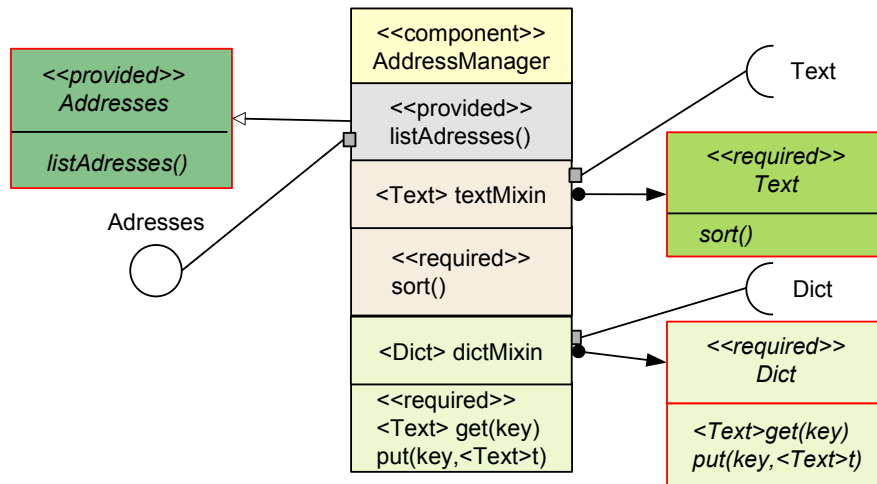 <<provided>>
Addresses
listAdresses()
Adresses
<<component>>
AddressManager
<<provided>>
listAdresses()
<Text> textMixin
<<required>>
sort()
<Dict> dictMixin
<<required>>
<Text> get(key)
put(key,<Text>t)
Text
<<required>>
Text
sort()
Dict
<<required>>
Dict
<Text>get(key)
put(key,<Text>t)